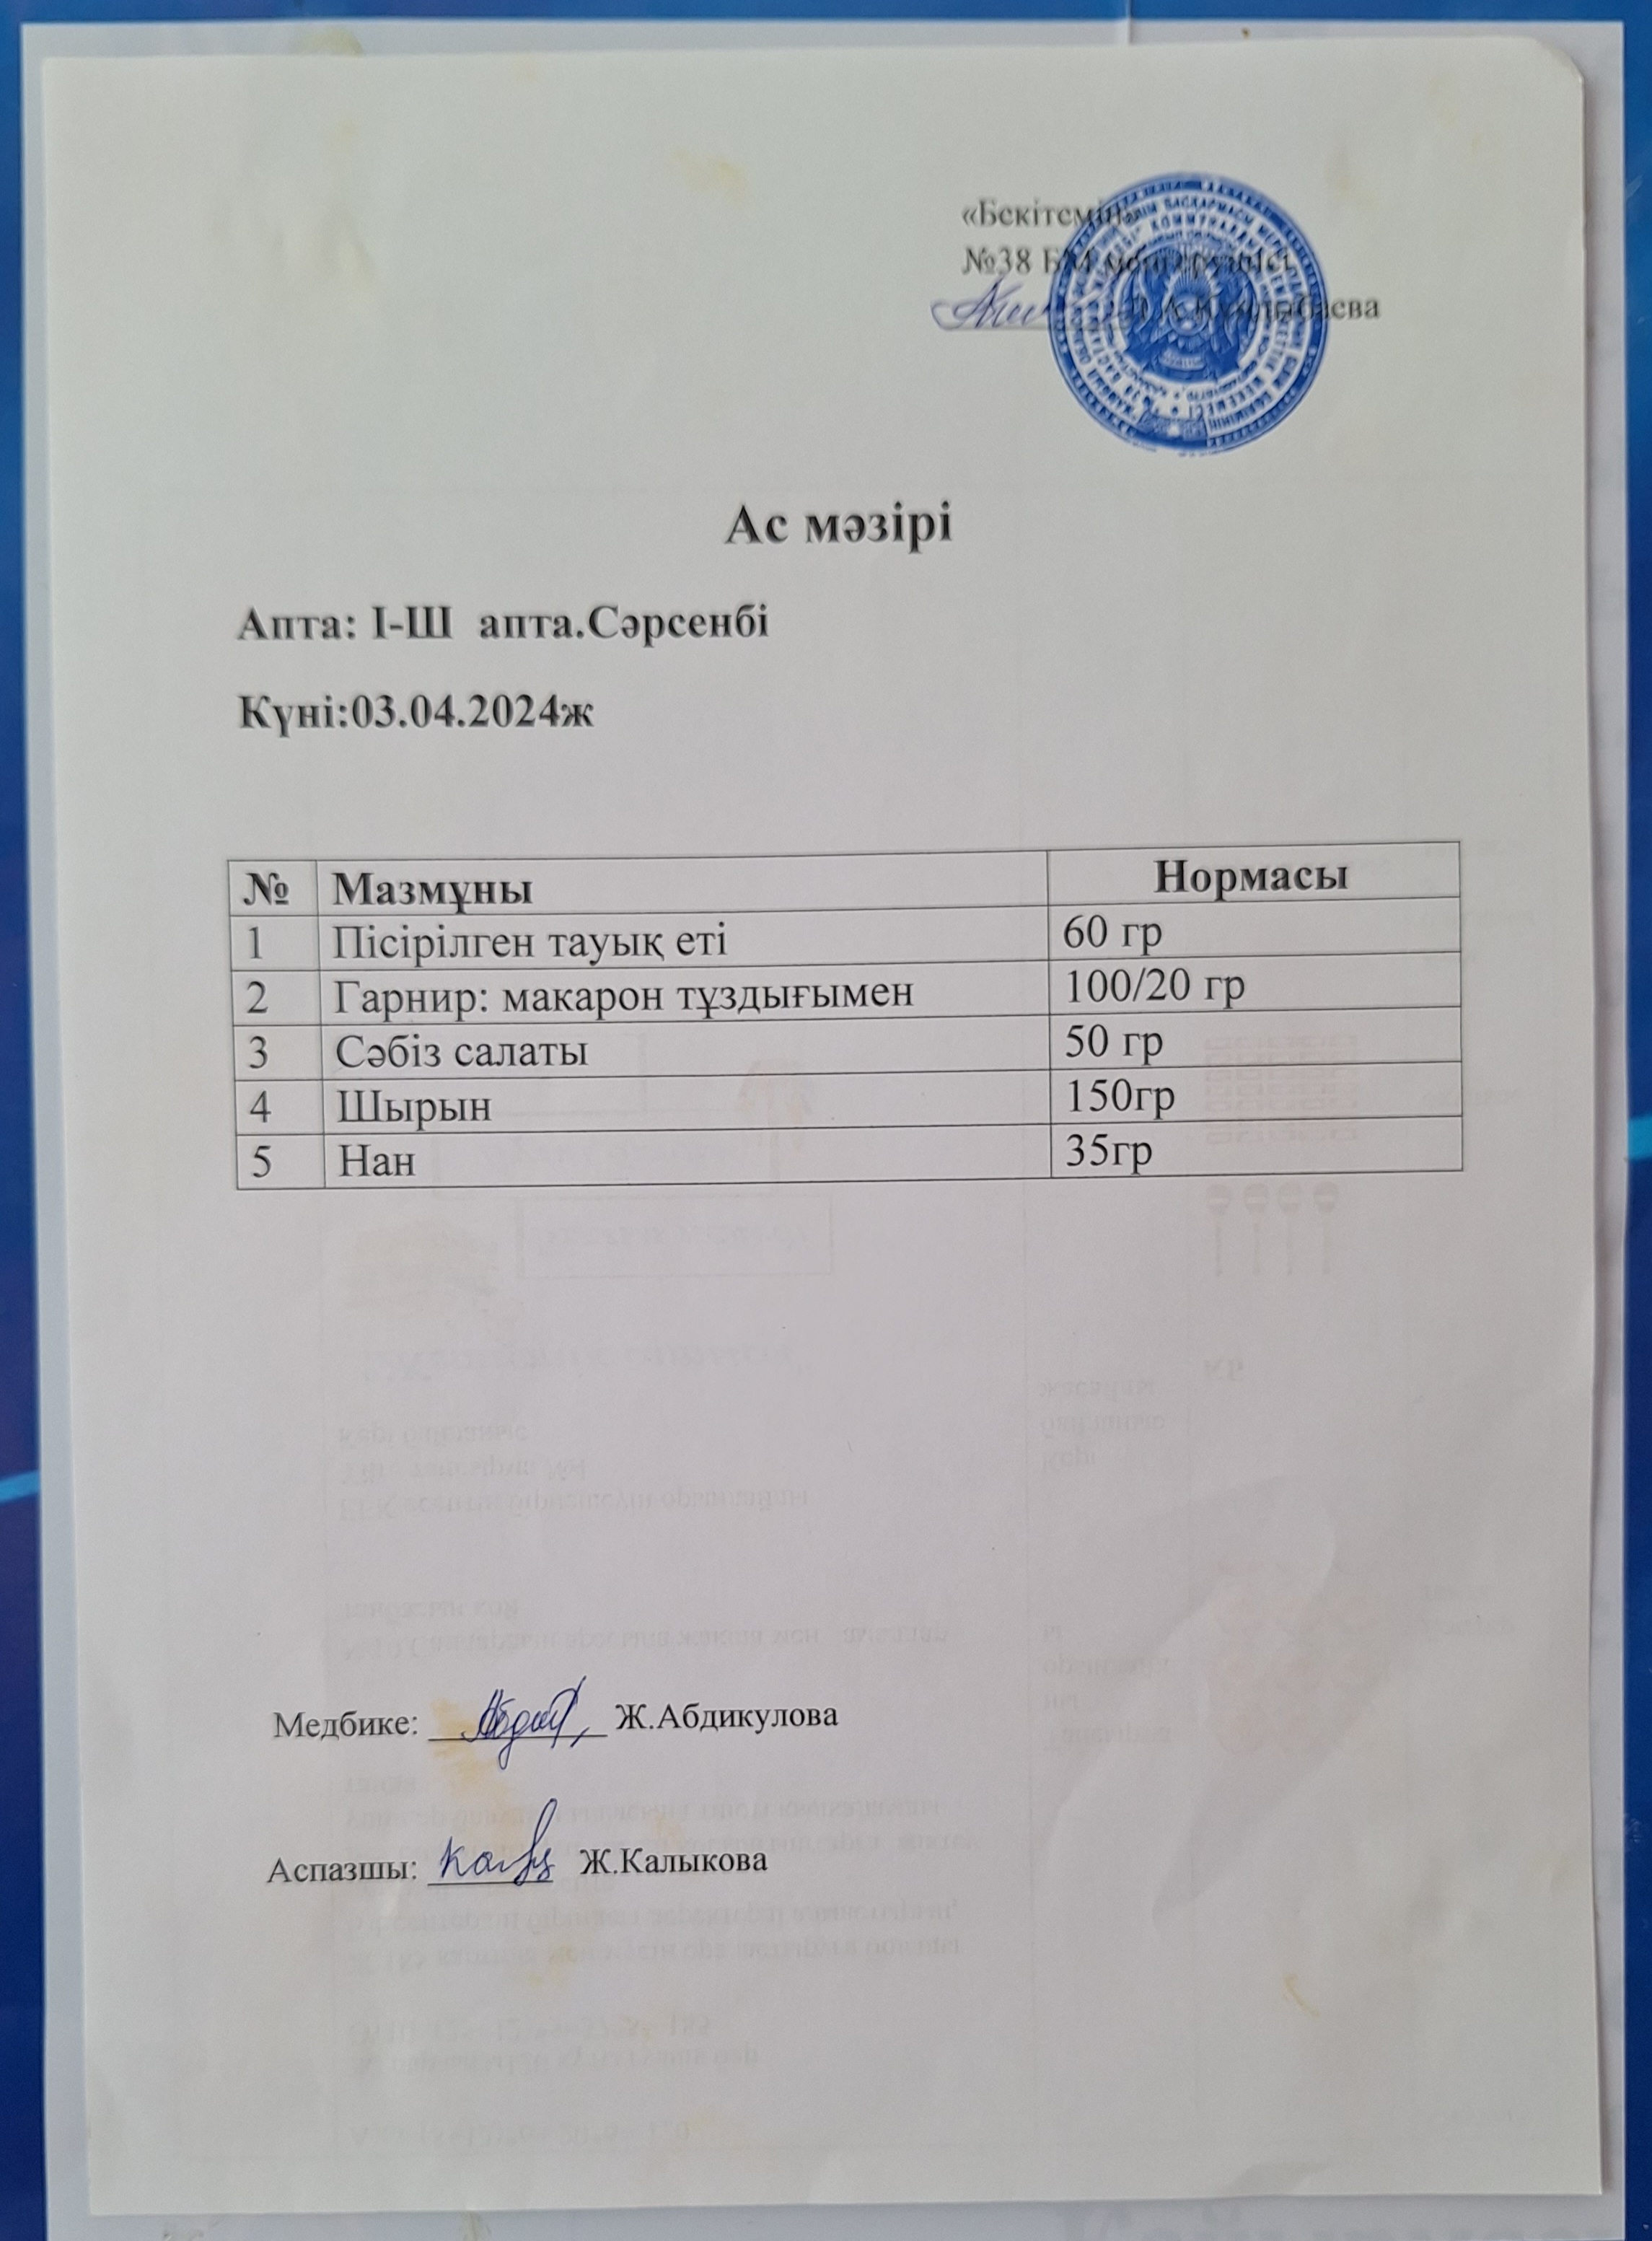 «Бекітемін»
№38 БМ меңгерушісі
Ас мәзірі
Апта: І-Ш апта.Сәрсенбі
Күні:03.04.2024ж
№ Мазмұны Нормасы
1 Пісірілген тауық еті 60 гр
2 Гарнир: макарон тұздығымен 100/20 гр
3 Сәбіз салаты 50 гр
4 Шырын 150гр
5 Нан 35гр
Медбике: Ж.Абдикулова
Аспазшы: Ж.Калыкова